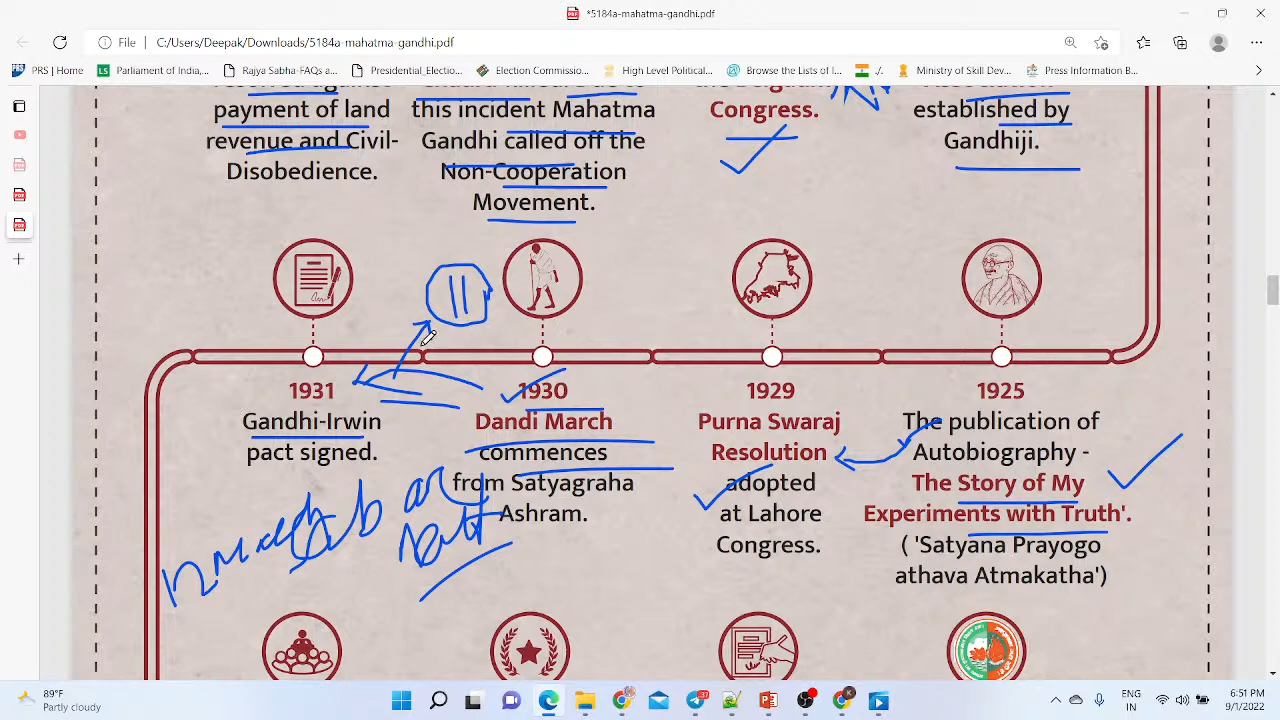 *5184a-mahatma-gandhi.pdf
File C:/Users/Deepak/Downloads/5184a-mahatma-gandhi.pdf
PRS | Home
Parliament of India,...
Rajya Sabha-FAQs a...
Presidential_Electio...
Election Commissio...
High Level Political...
Browse the Lists of I...
Ministry of Skill Dev...
Press Information B...
payment of land
revenue and Civil-
Disobedience.
this incident Mahatma
Gandhi called off the
Non-Cooperation
Movement.
Congress.
established by
Gandhiji.
11
1931
Gandhi-Irwin
pact signed.
1930
Dandi March
commences
from Satyagraha
Ashram.
1929
Purna Swaraj
Resolution
adopted
at Lahore
Congress.
1925
The publication of
Autobiography -
The Story of My
Experiments with Truth'.
( 'Satyana Prayogo
athava Atmakatha')
89°F
Partly cloudy
37
K
ENG
IN
6:51 PM
9/1/2022